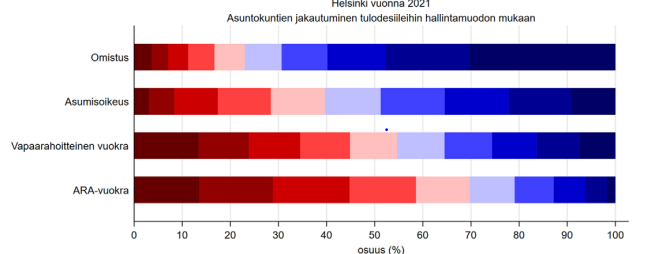 Helsinki vuonna 2021
Asuntokuntien jakautuminen tulodesiileihin hallintamuodon mukaan
Omistus
Asumisoikeus
Vapaarahoitteinen vuokra
ARA-vuokra
0 10 20 30 40 50 60 70 80 90 100
osuus (%)